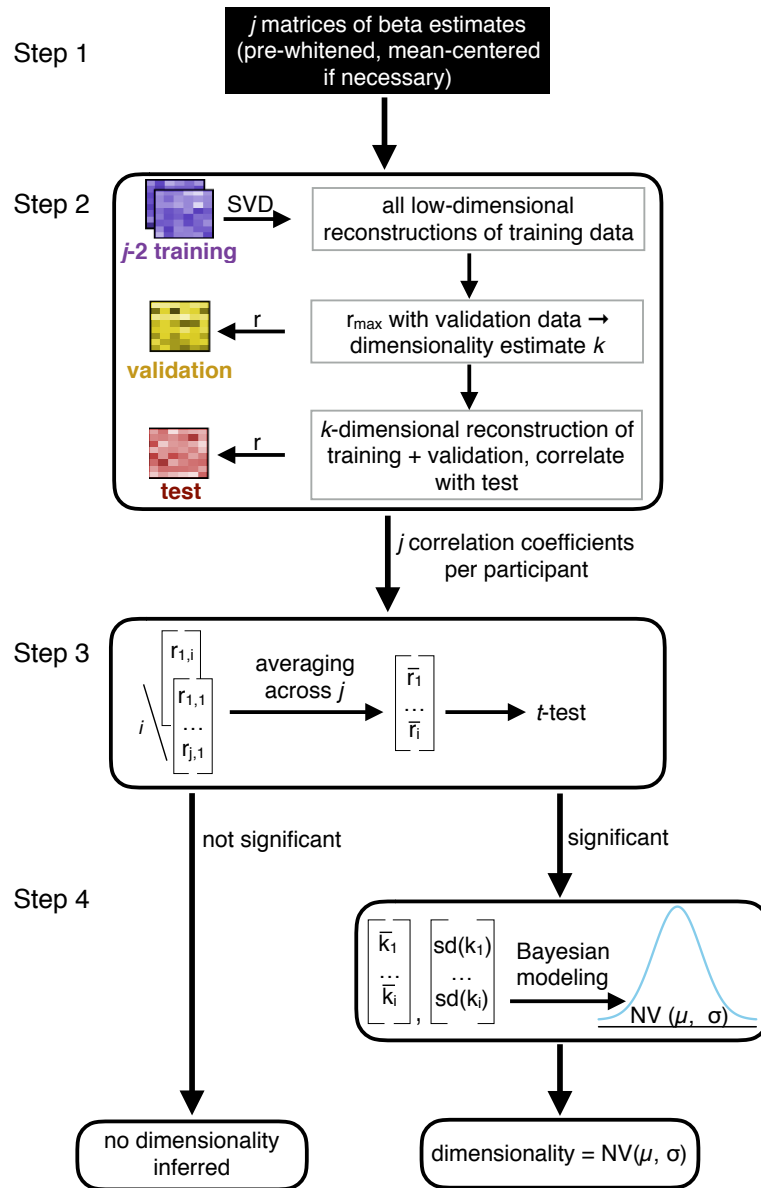 Step 1
j matrices of beta estimates
(pre-whitened, mean-centered
if necessary)
Step 2
SVD
j-2 training
all low-dimensional
reconstructions of training data
r
validation
rmax with validation data →
dimensionality estimate k
r
test
k-dimensional reconstruction of
training + validation, correlate
with test
j correlation coefficients
per participant
Step 3
r1,i
i
r1,1
...
rj,1
averaging
across j
r̅1
...
r̅i
t-test
not significant
significant
Step 4
k̅1
...
k̅i
,
sd(k1)
...
sd(ki)
Bayesian
modeling
NV (μ, σ)
no dimensionality
inferred
dimensionality = NV(μ, σ)